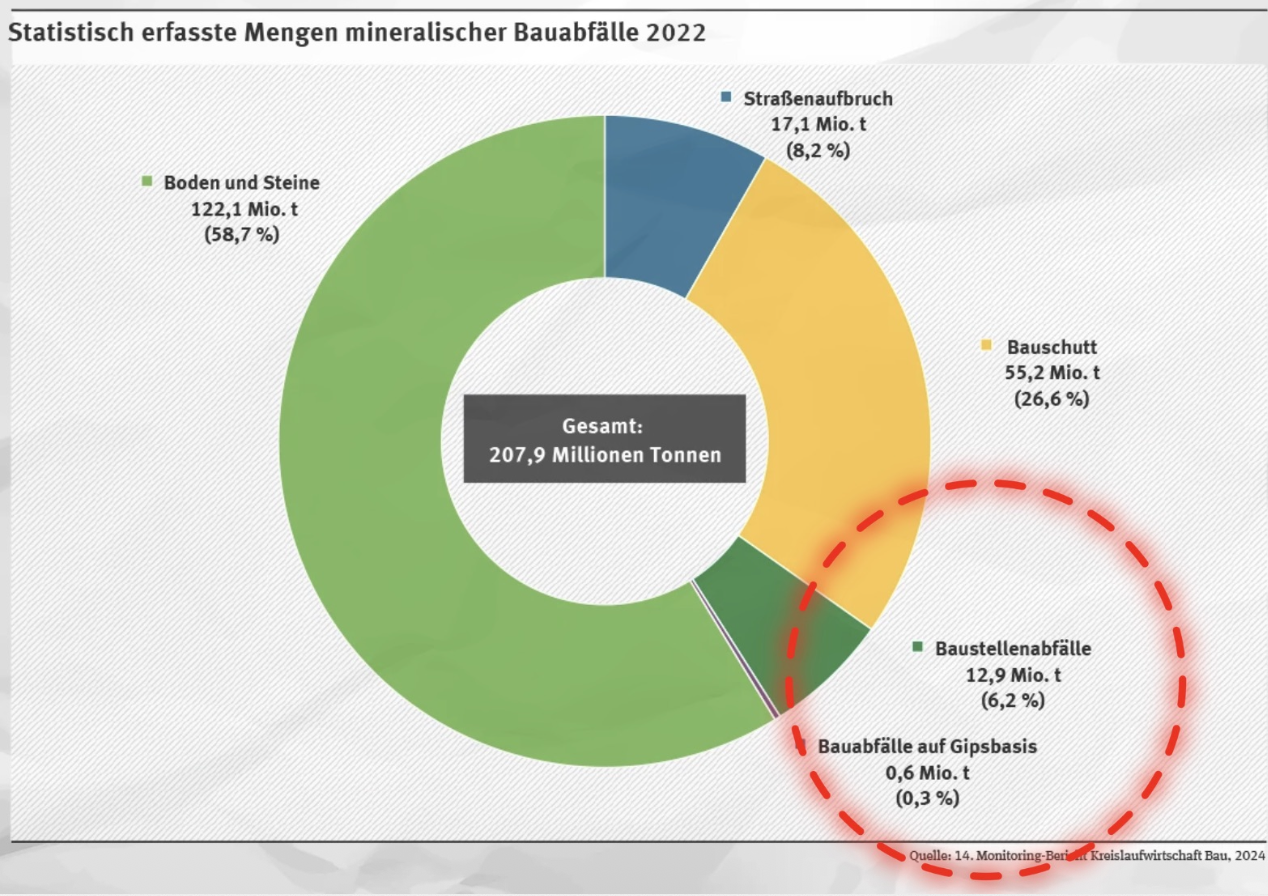 Statistisch erfasste Mengen mineralischer Bauabfälle 2022
Straßenaufbruch
17,1 Mio. t
(8,2 %)
Boden und Steine
122,1 Mio. t
(58,7 %)
Bauschutt
55,2 Mio. t
(26,6 %)
Gesamt:
207,9 Millionen Tonnen
Baustellenabfälle
12,9 Mio. t
(6,2 %)
Bauabfälle auf Gipsbasis
0,6 Mio. t
(0,3 %)
Quelle: 14. Monitoring-Bericht Kreislaufwirtschaft Bau, 2024